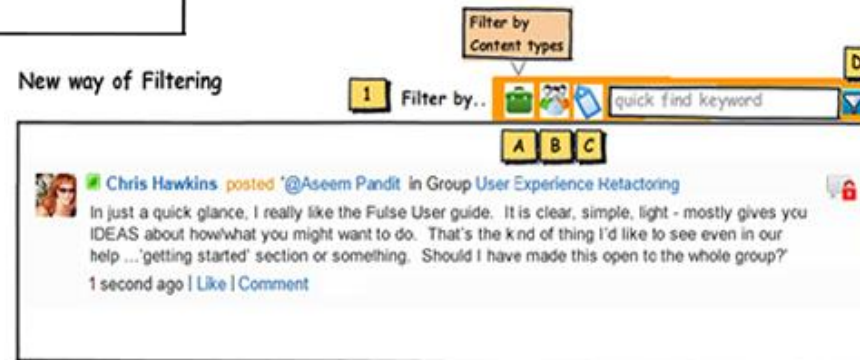 Filter by
Content types
D
New way of Filtering
1 Filter by.. quick find keyword
A B C
Chris Hawkins posted "@Aseem Pandit in Group User Experience Retactoring
In just a quick glance, I really like the Fulse User guide. It is clear, simple, light - mostly gives you
IDEAS about how/what you might want to do. That's the k nd of thing I'd like to see even in our
help ...'getting started' section or something. Should I have made this open to the whole group?"
1 second ago | Like | Comment